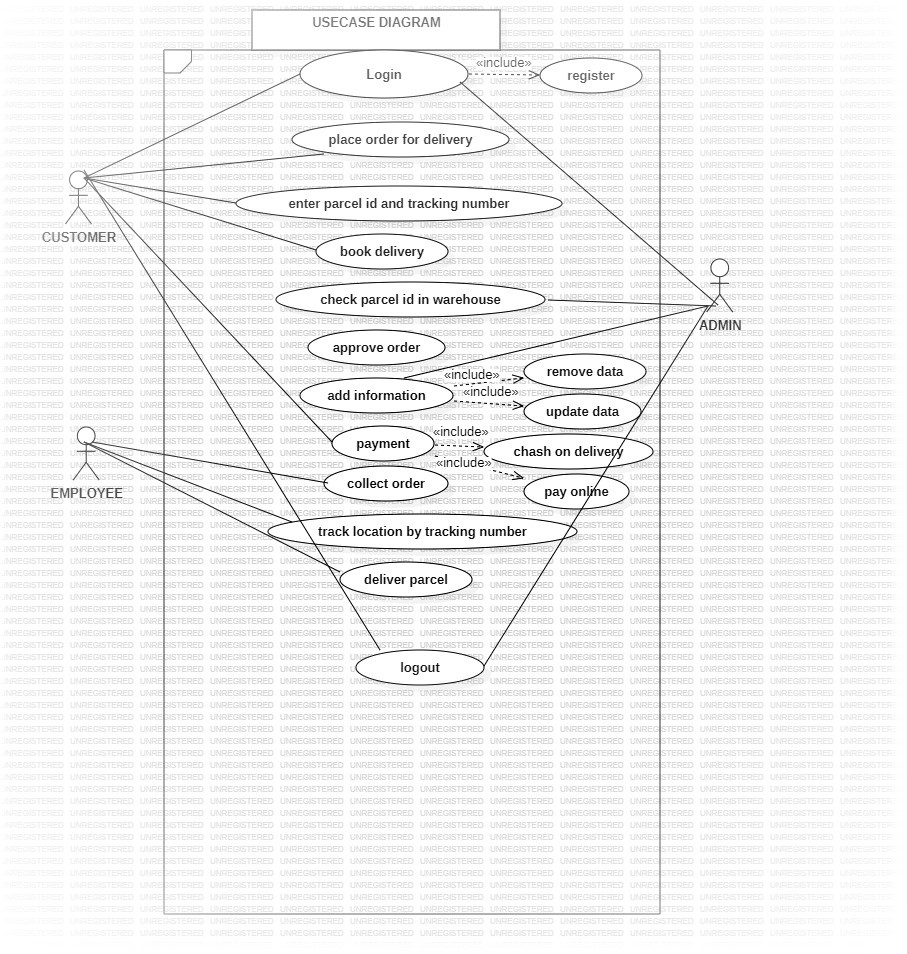 USECASE DIAGRAM
Login
«include»
register
place order for delivery
enter parcel id and tracking number
CUSTOMER
book delivery
check parcel id in warehouse
ADMIN
approve order
add information
«include»
remove data
«include»
update data
payment
«include»
chash on delivery
«include»
pay online
collect order
EMPLOYEE
track location by tracking number
deliver parcel
logout
UNREGISTERED